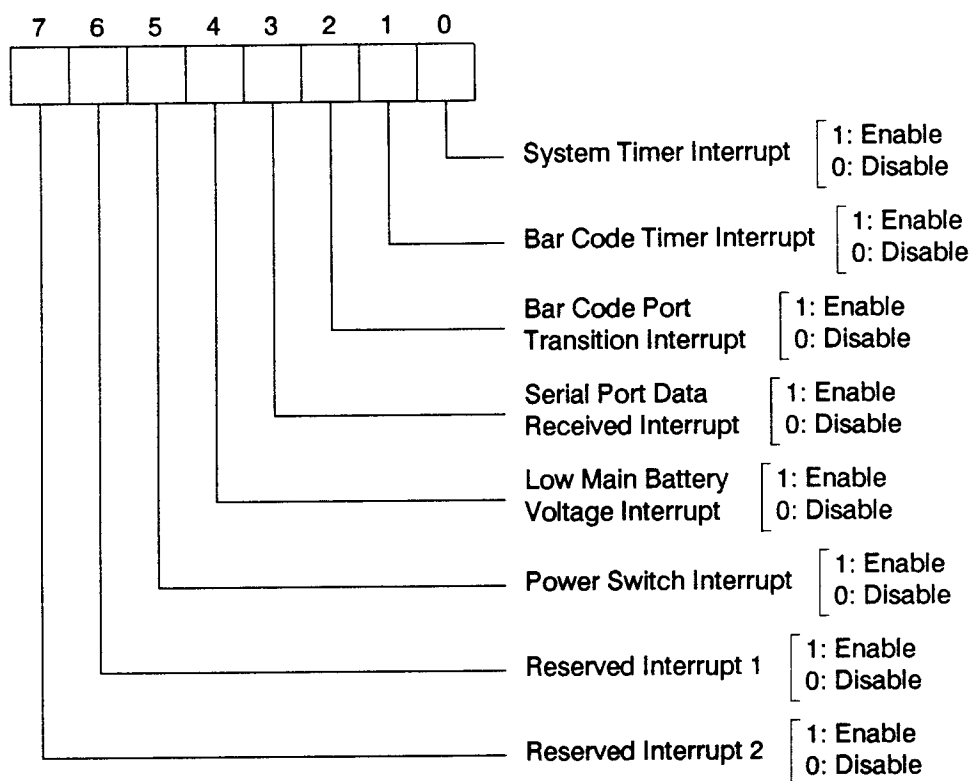 7 6 5 4 3 2 1 0
System Timer Interrupt
1: Enable
0: Disable
Bar Code Timer Interrupt
1: Enable
0: Disable
Bar Code Port
Transition Interrupt
1: Enable
0: Disable
Serial Port Data
Received Interrupt
1: Enable
0: Disable
Low Main Battery
Voltage Interrupt
1: Enable
0: Disable
Power Switch Interrupt
1: Enable
0: Disable
Reserved Interrupt 1
1: Enable
0: Disable
Reserved Interrupt 2
1: Enable
0: Disable